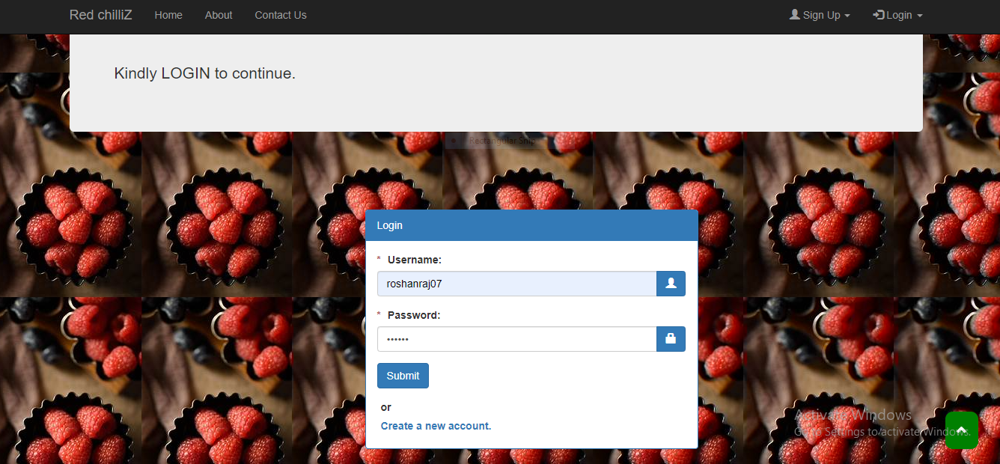 Red chilliZ Home About Contact Us Sign Up Login
Kindly LOGIN to continue.
Rectangular Snip
Login
* Username:
roshanraj07
* Password:
••••••
Submit
or
Create a new account.
Activate Windows
Go to Settings to activate Windows.